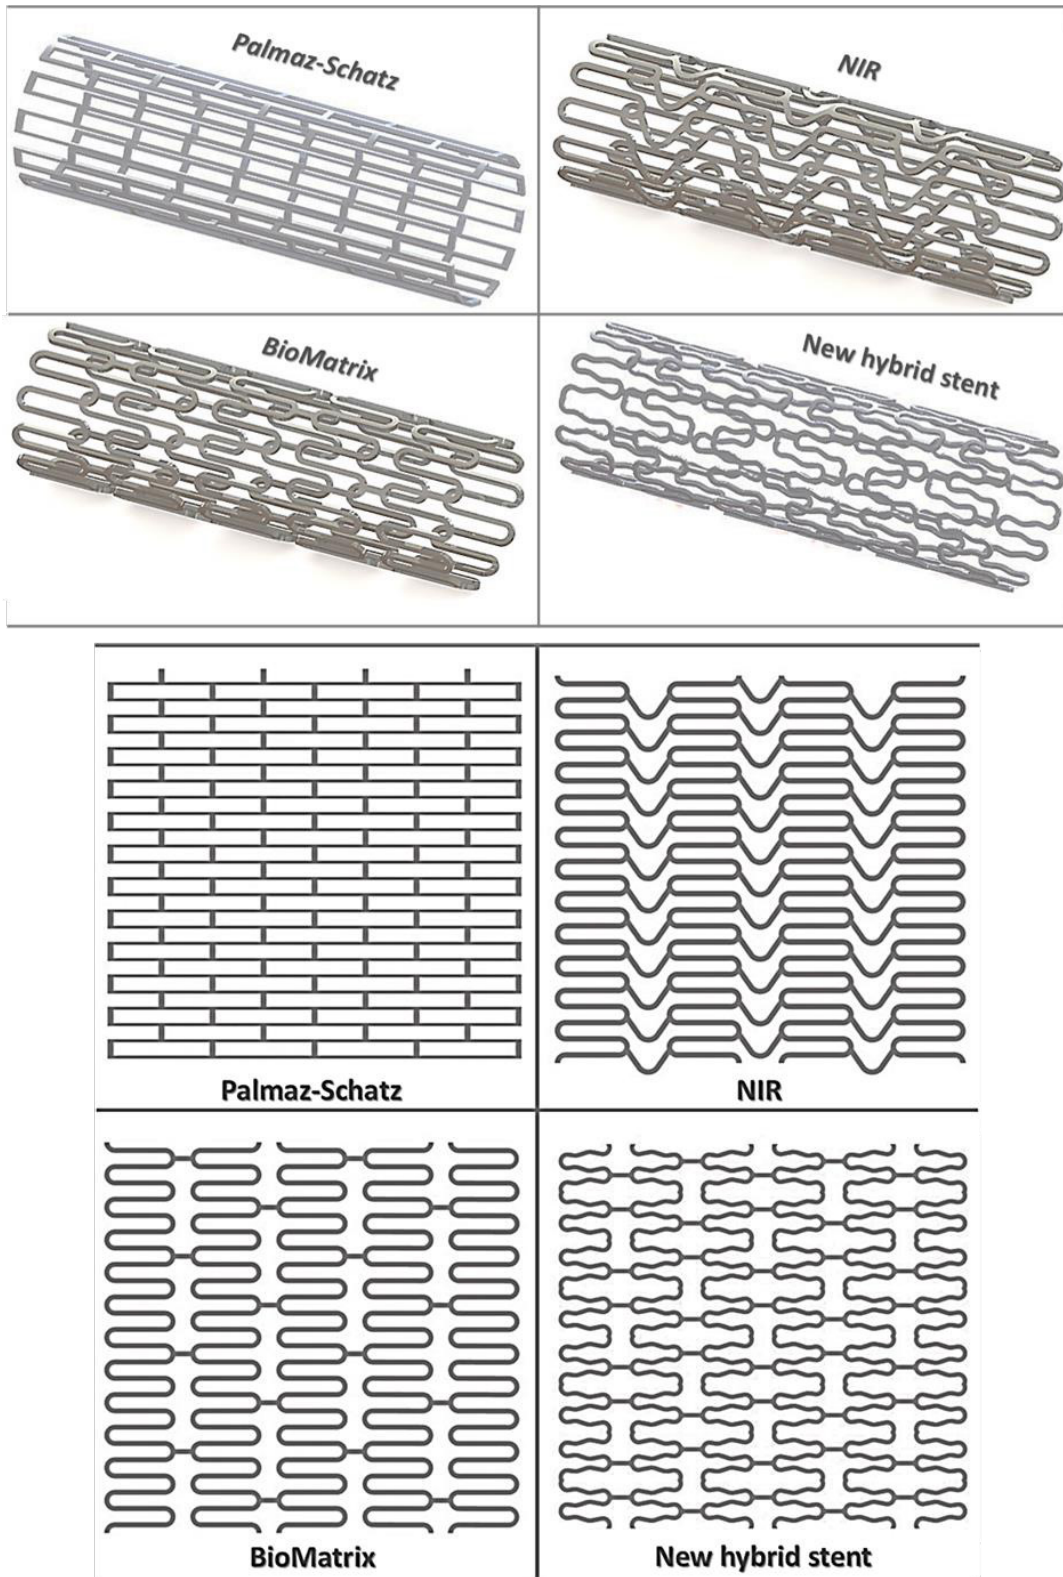 Palmaz-Schatz
NIR
BioMatrix
New hybrid stent
Palmaz-Schatz
NIR
BioMatrix
New hybrid stent